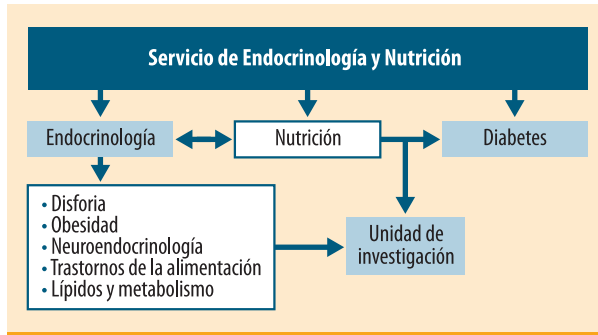 Servicio de Endocrinología y Nutrición
Endocrinología
Nutrición
Diabetes
• Disforia
• Obesidad
• Neuroendocrinología
• Trastornos de la alimentación
• Lípidos y metabolismo
Unidad de
investigación